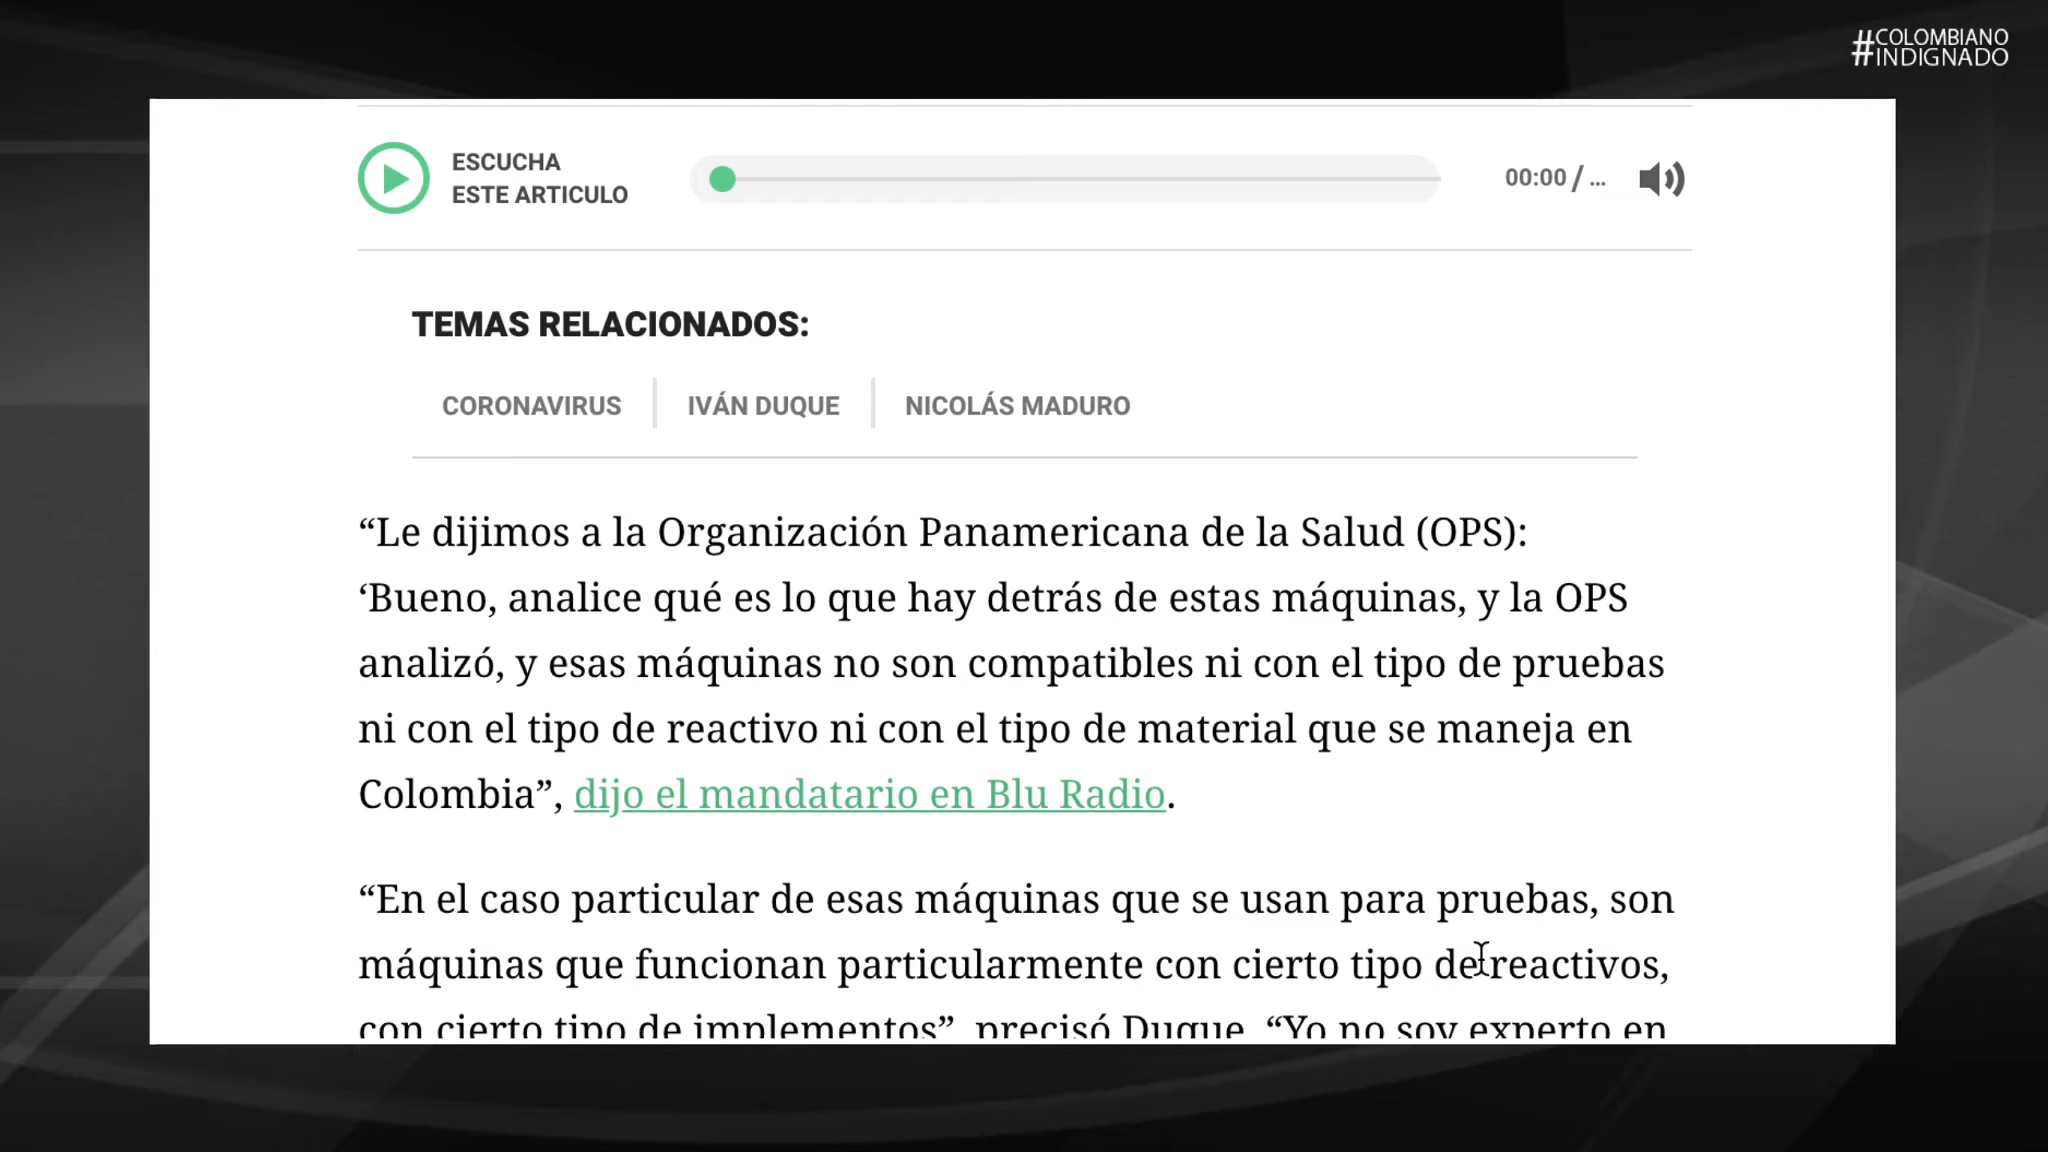 #COLOMBIANO
INDIGNADO
ESCUCHA
ESTE ARTICULO
00:00 / ...
TEMAS RELACIONADOS:
CORONAVIRUS
IVÁN DUQUE
NICOLÁS MADURO
“Le dijimos a la Organización Panamericana de la Salud (OPS):
‘Bueno, analice qué es lo que hay detrás de estas máquinas, y la OPS
analizó, y esas máquinas no son compatibles ni con el tipo de pruebas
ni con el tipo de reactivo ni con el tipo de material que se maneja en
Colombia”, dijo el mandatario en Blu Radio.
“En el caso particular de esas máquinas que se usan para pruebas, son
máquinas que funcionan particularmente con cierto tipo de reactivos,
con cierto tipo de implementos”, precisó Duque. “Yo no soy experto en